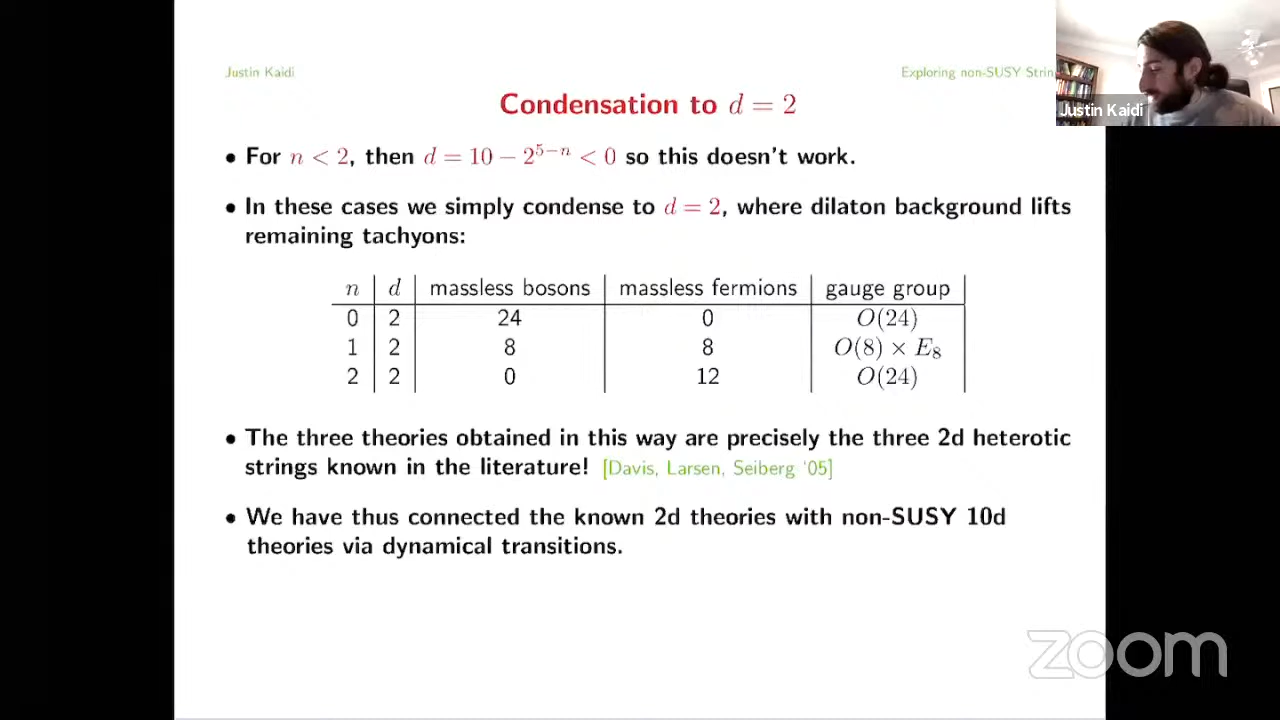 Justin Kaidi
Exploring non-SUSY Strin
Justin Kaidi
Condensation to d = 2
• For n < 2, then d = 10 − 2^{5−n} < 0 so this doesn't work.
• In these cases we simply condense to d = 2, where dilaton background lifts
remaining tachyons:
n d massless bosons massless fermions gauge group
0 2 24 0 O(24)
1 2 8 8 O(8) × E₈
2 2 0 12 O(24)
• The three theories obtained in this way are precisely the three 2d heterotic
strings known in the literature! [Davis, Larsen, Seiberg '05]
• We have thus connected the known 2d theories with non-SUSY 10d
theories via dynamical transitions.
zoom